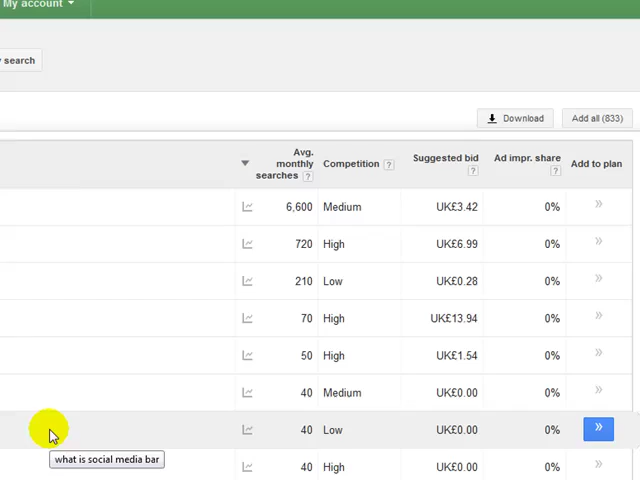 My account
search
Download
Add all (833)
Avg. monthly searches ? Competition ? Suggested bid ? Ad impr. share ? Add to plan
6,600 Medium UK£3.42 0% »
720 High UK£6.99 0% »
210 Low UK£0.28 0% »
70 High UK£13.94 0% »
50 High UK£1.54 0% »
40 Medium UK£0.00 0% »
40 Low UK£0.00 0% »
what is social media bar
40 High UK£0.00 0% »